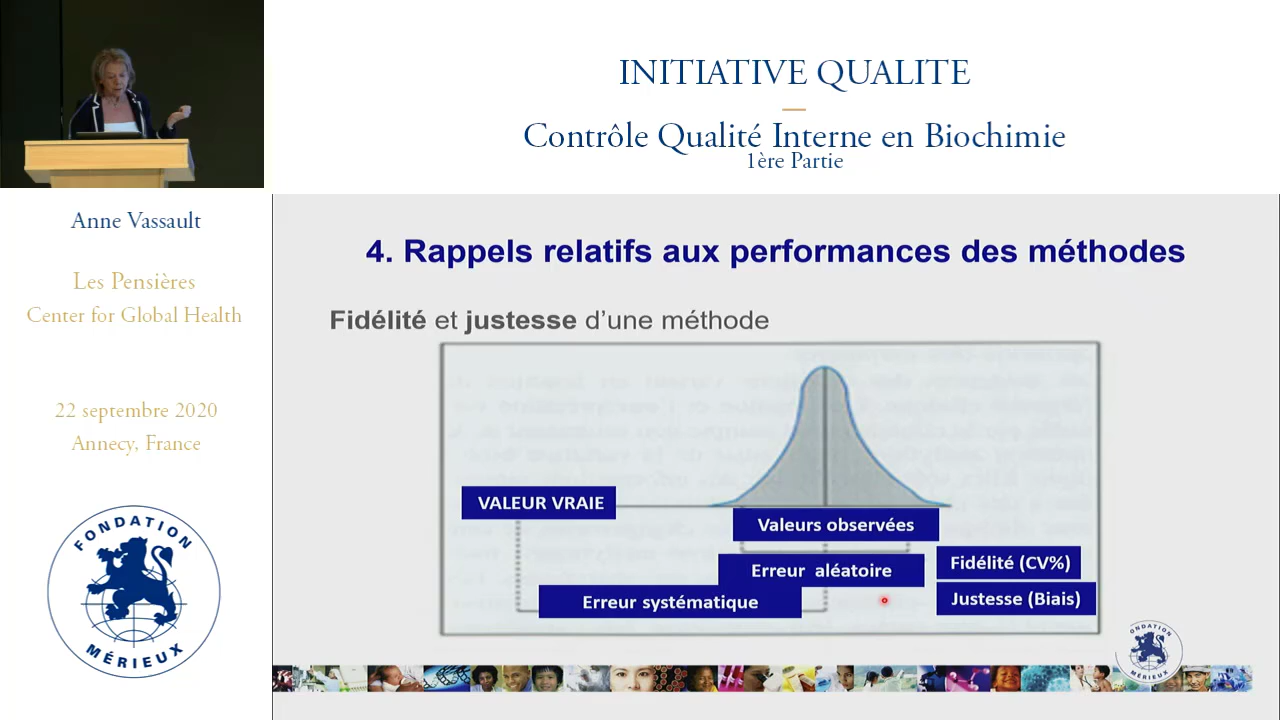 INITIATIVE QUALITE
Contrôle Qualité Interne en Biochimie
1ère Partie
Anne Vassault
Les Pensières
Center for Global Health
22 septembre 2020
Annecy, France
FONDATION
MÉRIEUX
4. Rappels relatifs aux performances des méthodes
Fidélité et justesse d'une méthode
VALEUR VRAIE
Valeurs observées
Erreur aléatoire
Fidélité (CV%)
Erreur systématique
Justesse (Biais)
FONDATION
MÉRIEUX